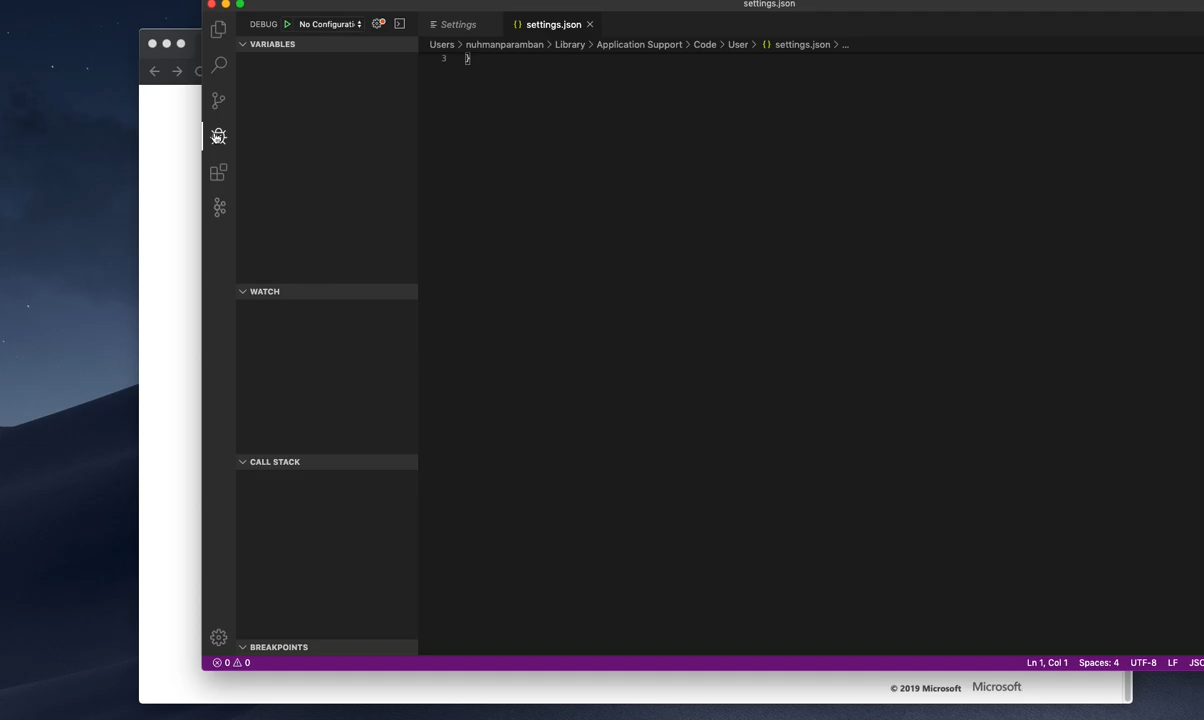 settings.json
DEBUG No Configurati
Settings
settings.json
VARIABLES
Users > nuhmanparamban > Library > Application Support > Code > User > {} settings.json > ...
3 }
WATCH
CALL STACK
BREAKPOINTS
0 0
Ln 1, Col 1 Spaces: 4 UTF-8 LF JSO
© 2019 Microsoft Microsoft